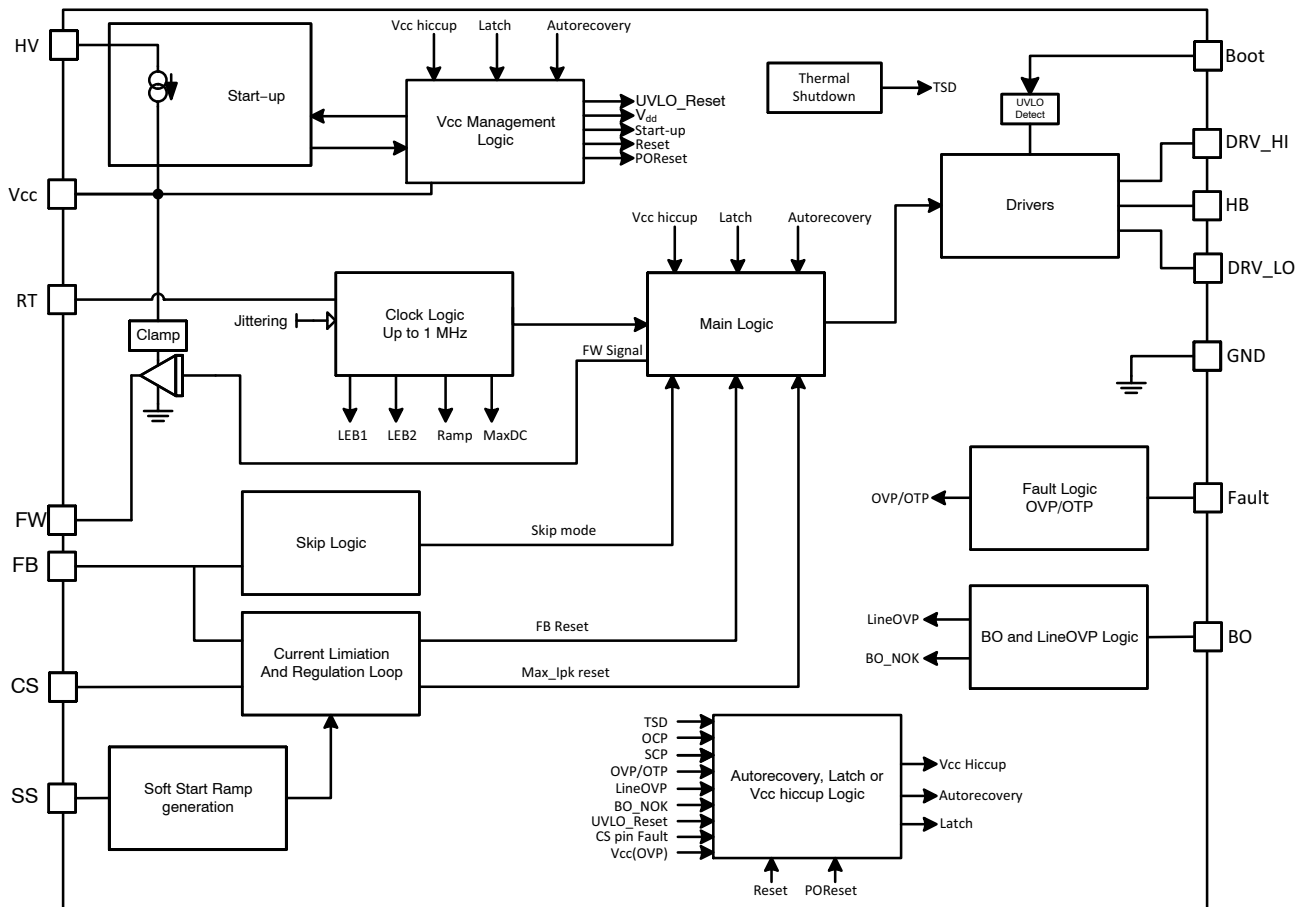 HV
Start–up
Vcc hiccup
Latch
Autorecovery
Vcc Management
Logic
UVLO_Reset
Vdd
Start-up
Reset
POReset
Thermal
Shutdown
TSD
Boot
UVLO
Detect
DRV_HI
Vcc
Drivers
HB
DRV_LO
Vcc hiccup
Latch
Autorecovery
RT
Jittering
Clock Logic
Up to 1 MHz
Main Logic
Clamp
FW Signal
GND
LEB1
LEB2
Ramp
MaxDC
FW
Skip Logic
Skip mode
OVP/OTP
Fault Logic
OVP/OTP
Fault
FB
Current Limiation
And Regulation Loop
FB Reset
Max_Ipk reset
LineOVP
BO_NOK
BO and LineOVP Logic
BO
CS
SS
Soft Start Ramp
generation
TSD
OCP
SCP
OVP/OTP
LineOVP
BO_NOK
UVLO_Reset
CS pin Fault
Vcc(OVP)
Autorecovery, Latch or
Vcc hiccup Logic
Vcc Hiccup
Autorecovery
Latch
Reset
POReset